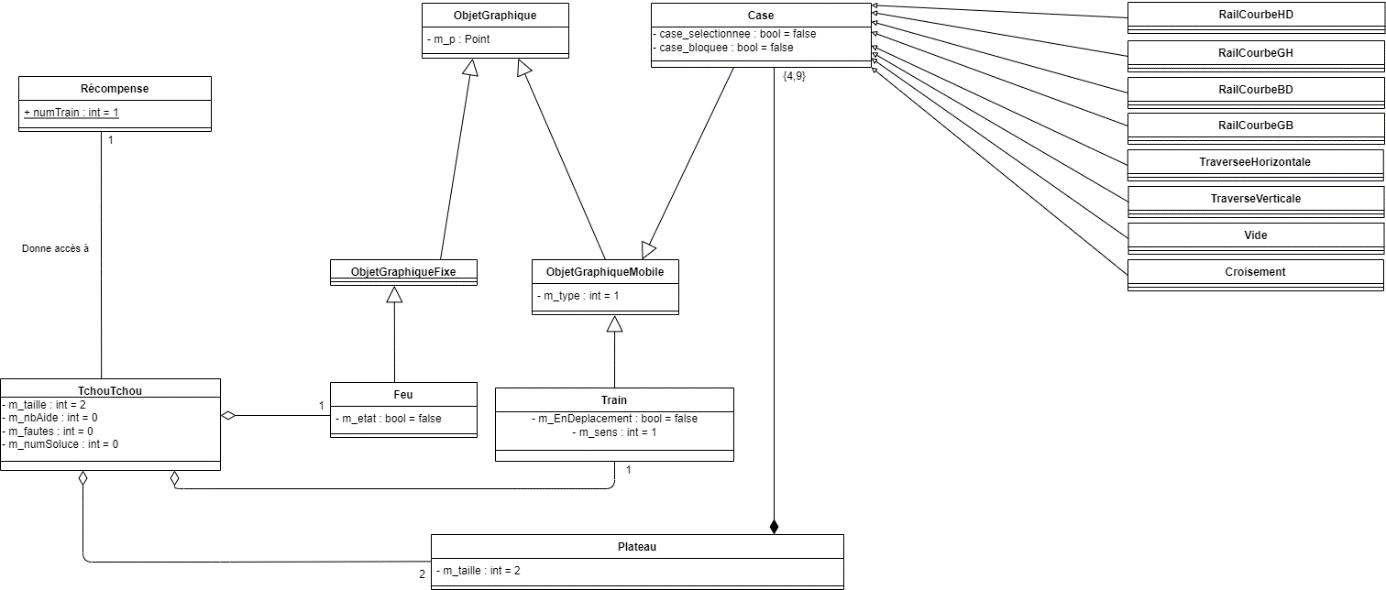 ObjetGraphique
- m_p : Point
Case
- case_selectionnee : bool = false
- case_bloquee : bool = false
{4,9}
RailCourbeHD
RailCourbeGH
RailCourbeBD
RailCourbeGB
TraverseeHorizontale
TraverseVerticale
Vide
Croisement
Récompense
+ numTrain : int = 1
1
Donne accès à
ObjetGraphiqueFixe
ObjetGraphiqueMobile
- m_type : int = 1
TchouTchou
- m_taille : int = 2
- m_nbAide : int = 0
- m_fautes : int = 0
- m_numSoluce : int = 0
1
Feu
- m_etat : bool = false
Train
- m_EnDeplacement : bool = false
- m_sens : int = 1
1
Plateau
- m_taille : int = 2
2